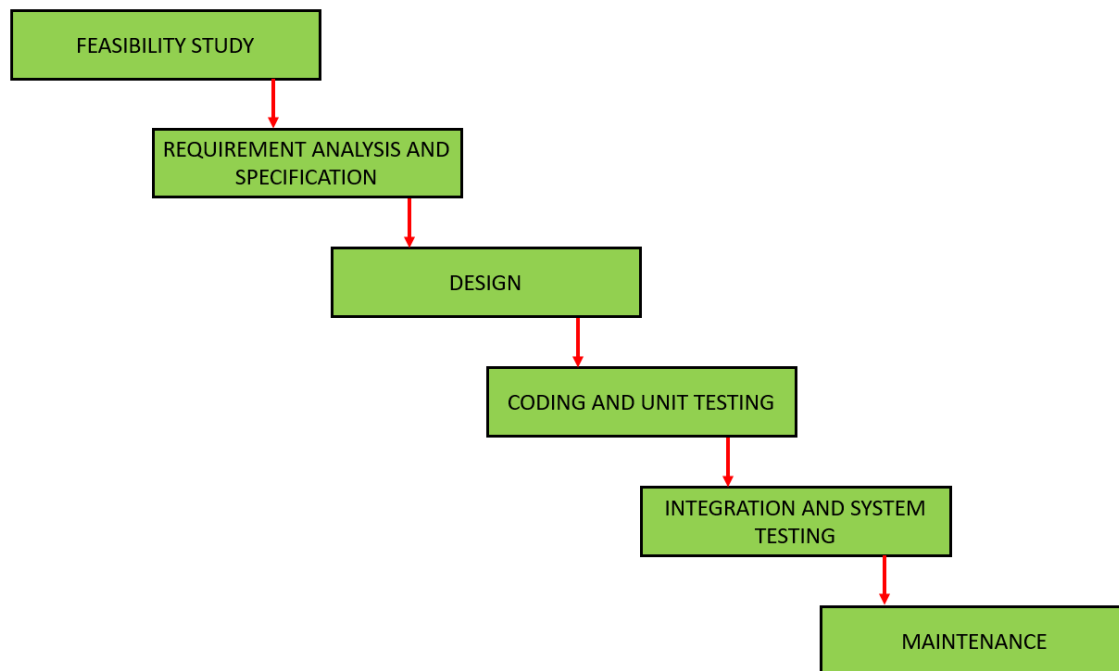 FEASIBILITY STUDY
REQUIREMENT ANALYSIS AND
SPECIFICATION
DESIGN
CODING AND UNIT TESTING
INTEGRATION AND SYSTEM
TESTING
MAINTENANCE